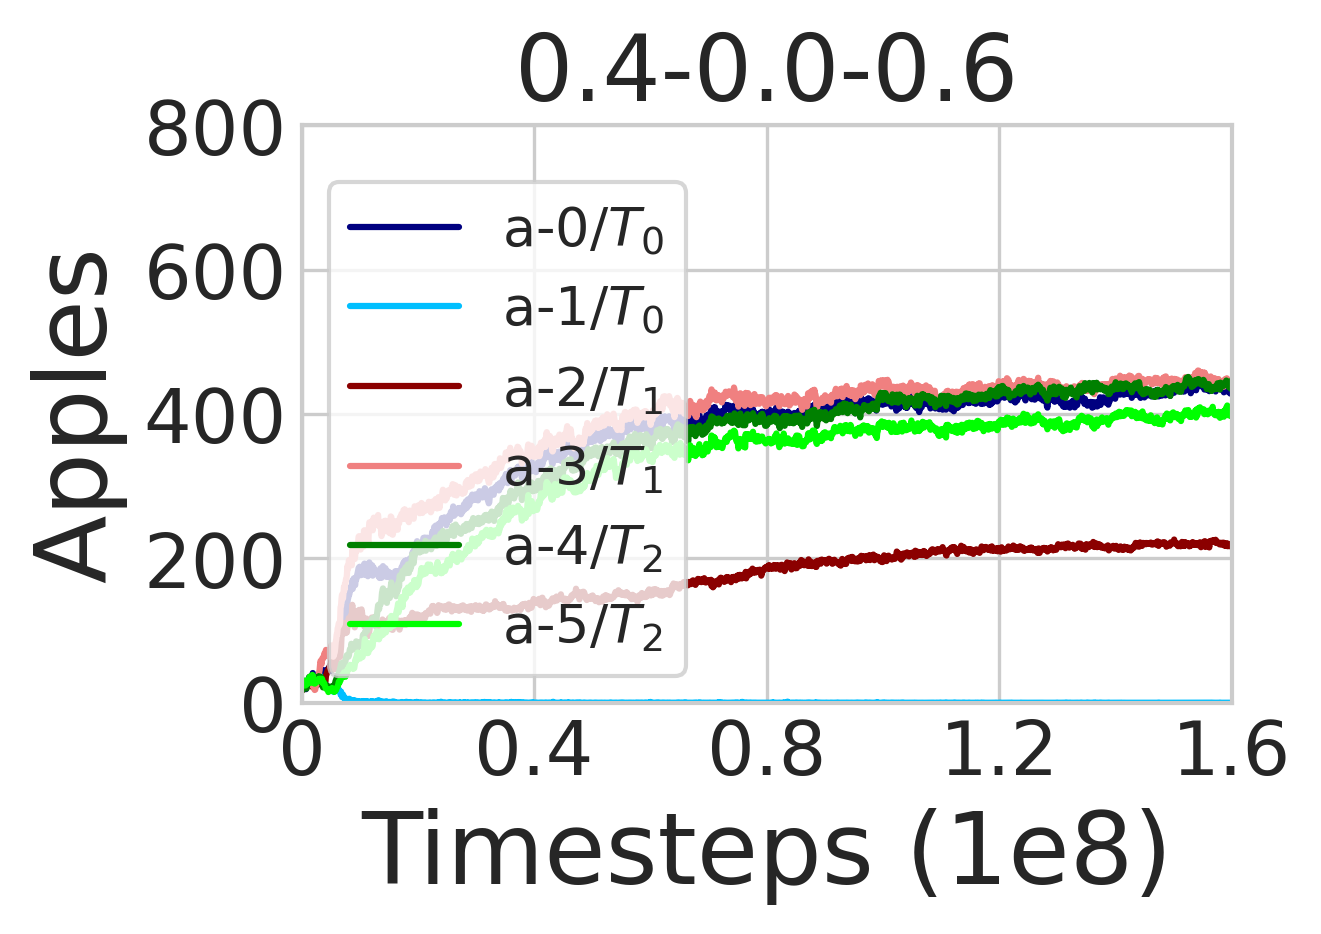 0.4-0.0-0.6
800
600
400
200
0
Apples
a-0/T₀
a-1/T₀
a-2/T₁
a-3/T₁
a-4/T₂
a-5/T₂
0 0.4 0.8 1.2 1.6
Timesteps (1e8)